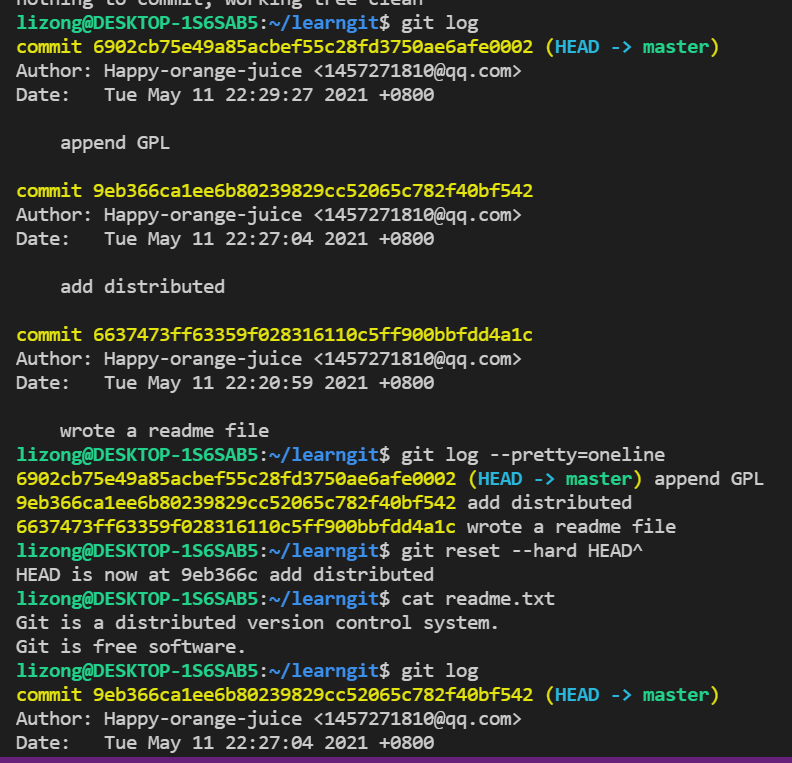 nothing to commit, working tree clean
lizong@DESKTOP-1S6SAB5:~/learngit$ git log
commit 6902cb75e49a85acbef55c28fd3750ae6afe0002 (HEAD -> master)
Author: Happy-orange-juice <1457271810@qq.com>
Date:   Tue May 11 22:29:27 2021 +0800

    append GPL

commit 9eb366ca1ee6b80239829cc52065c782f40bf542
Author: Happy-orange-juice <1457271810@qq.com>
Date:   Tue May 11 22:27:04 2021 +0800

    add distributed

commit 6637473ff63359f028316110c5ff900bbfdd4a1c
Author: Happy-orange-juice <1457271810@qq.com>
Date:   Tue May 11 22:20:59 2021 +0800

    wrote a readme file
lizong@DESKTOP-1S6SAB5:~/learngit$ git log --pretty=oneline
6902cb75e49a85acbef55c28fd3750ae6afe0002 (HEAD -> master) append GPL
9eb366ca1ee6b80239829cc52065c782f40bf542 add distributed
6637473ff63359f028316110c5ff900bbfdd4a1c wrote a readme file
lizong@DESKTOP-1S6SAB5:~/learngit$ git reset --hard HEAD^
HEAD is now at 9eb366c add distributed
lizong@DESKTOP-1S6SAB5:~/learngit$ cat readme.txt
Git is a distributed version control system.
Git is free software.
lizong@DESKTOP-1S6SAB5:~/learngit$ git log
commit 9eb366ca1ee6b80239829cc52065c782f40bf542 (HEAD -> master)
Author: Happy-orange-juice <1457271810@qq.com>
Date:   Tue May 11 22:27:04 2021 +0800